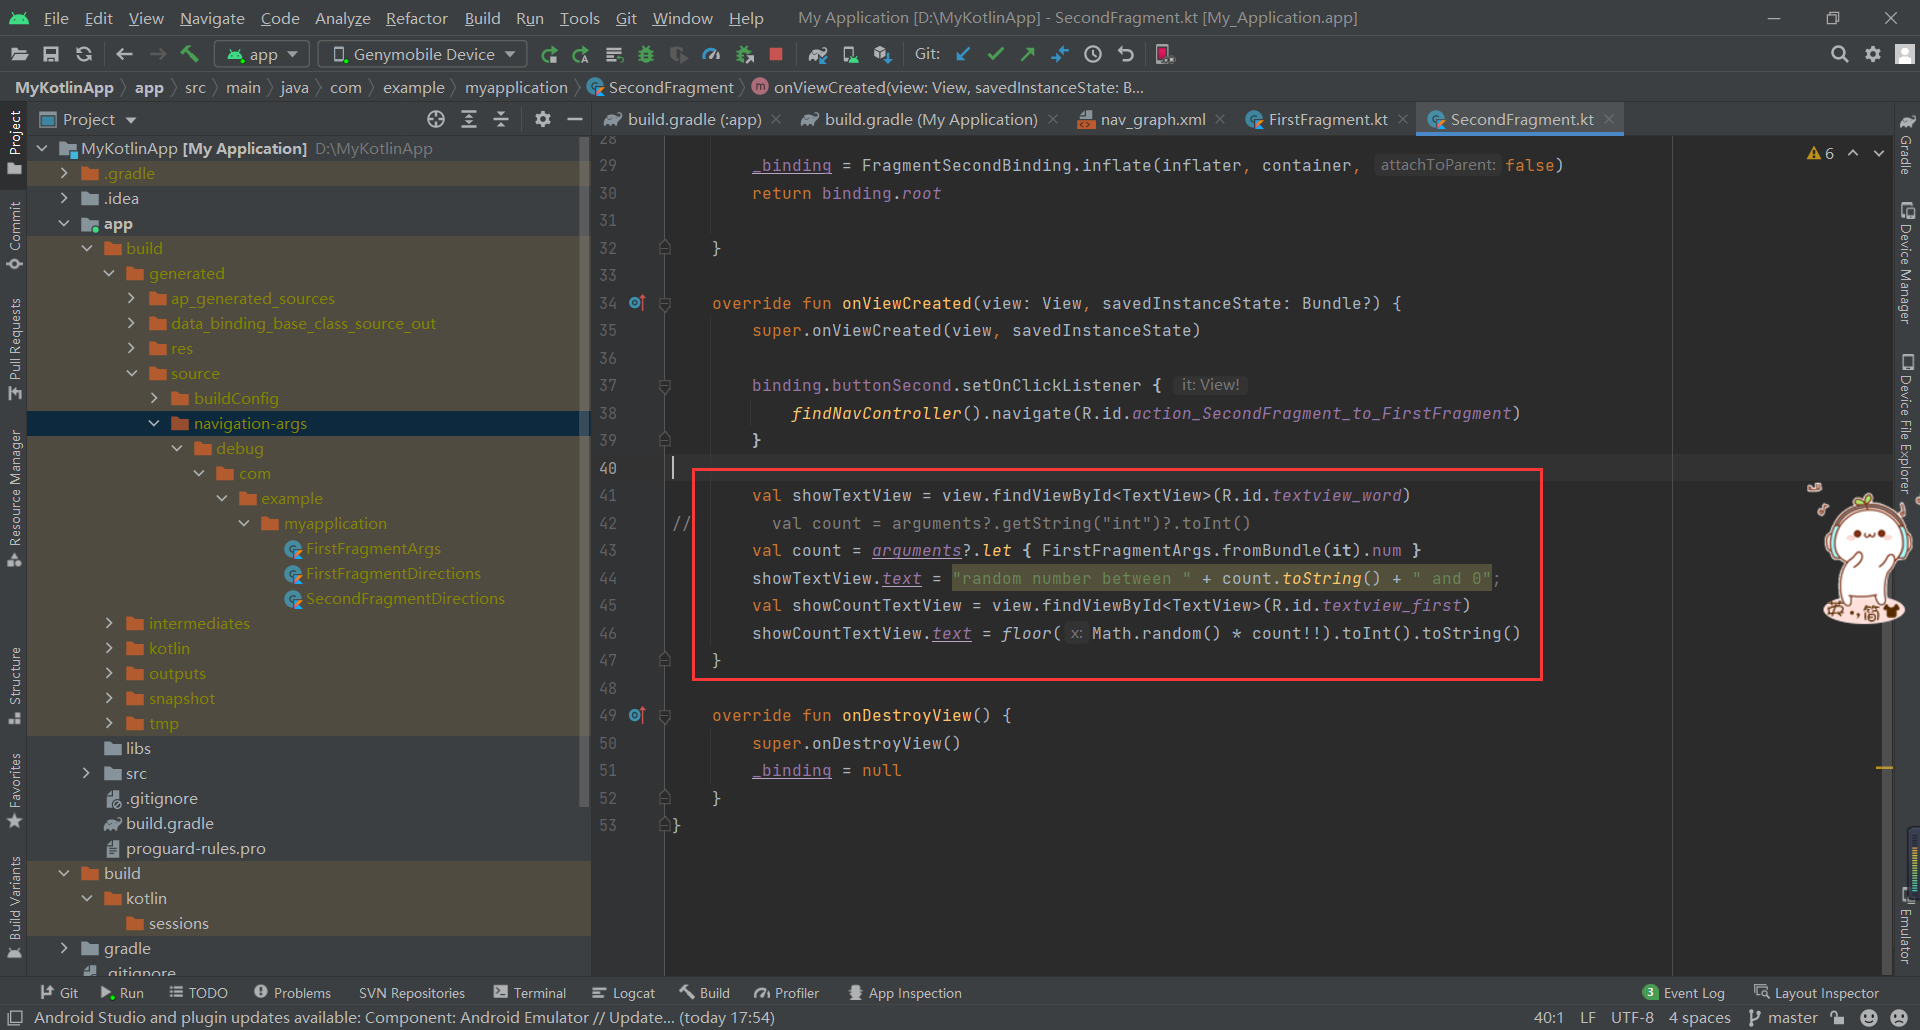 File Edit View Navigate Code Analyze Refactor Build Run Tools Git Window Help My Application [D:\MyKotlinApp] - SecondFragment.kt [My_Application.app]
app Genymobile Device Git:
MyKotlinApp app src main java com example myapplication SecondFragment onViewCreated(view: View, savedInstanceState: B...
Project
build.gradle (:app) build.gradle (My Application) nav_graph.xml FirstFragment.kt SecondFragment.kt
Project
Commit
Pull Requests
Resource Manager
Structure
Favorites
Build Variants
MyKotlinApp [My Application] D:\MyKotlinApp
.gradle
.idea
app
build
generated
ap_generated_sources
data_binding_base_class_source_out
res
source
buildConfig
navigation-args
debug
com
example
myapplication
FirstFragmentArgs
FirstFragmentDirections
SecondFragmentDirections
intermediates
kotlin
outputs
snapshot
tmp
libs
src
.gitignore
build.gradle
proguard-rules.pro
build
kotlin
sessions
gradle
.gitignore
28
29 _binding = FragmentSecondBinding.inflate(inflater, container, attachToParent: false)
30 return binding.root
31
32 }
33
34 override fun onViewCreated(view: View, savedInstanceState: Bundle?) {
35 super.onViewCreated(view, savedInstanceState)
36
37 binding.buttonSecond.setOnClickListener { it: View!
38 findNavController().navigate(R.id.action_SecondFragment_to_FirstFragment)
39 }
40
41 val showTextView = view.findViewById<TextView>(R.id.textview_word)
42 // val count = arguments?.getString("int")?.toInt()
43 val count = arguments?.let { FirstFragmentArgs.fromBundle(it).num }
44 showTextView.text = "random number between " + count.toString() + " and 0";
45 val showCountTextView = view.findViewById<TextView>(R.id.textview_first)
46 showCountTextView.text = floor( x: Math.random() * count!!).toInt().toString()
47 }
48
49 override fun onDestroyView() {
50 super.onDestroyView()
51 _binding = null
52 }
53 }
6
Gradle
Device Manager
Device File Explorer
Emulator
英 ·, 简
Git Run TODO Problems SVN Repositories Terminal Logcat Build Profiler App Inspection 3 Event Log Layout Inspector
Android Studio and plugin updates available: Component: Android Emulator // Update... (today 17:54) 40:1 LF UTF-8 4 spaces master